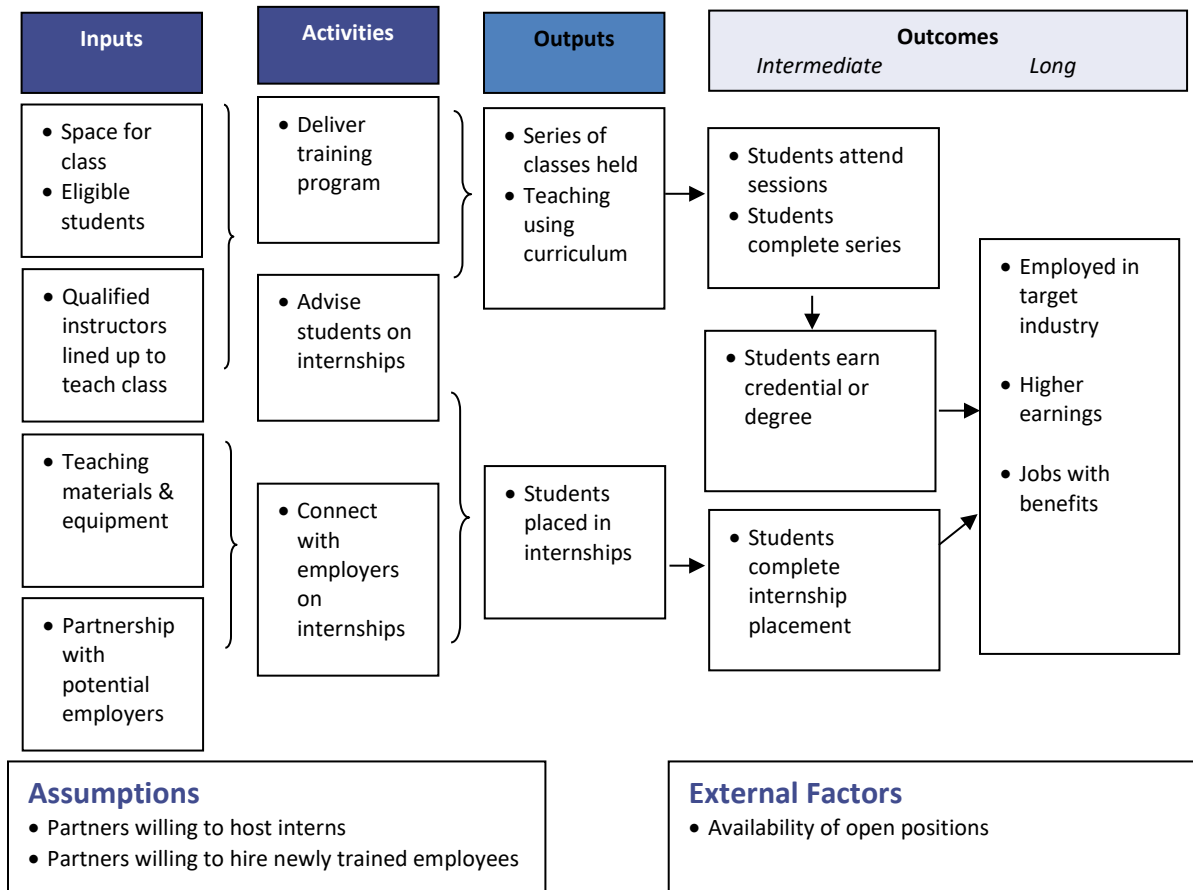 Inputs
Activities
Outputs
Outcomes
Intermediate
Long
• Space for
class
• Eligible
students
• Qualified
instructors
lined up to
teach class
• Teaching
materials &
equipment
• Partnership
with
potential
employers
• Deliver
training
program
• Advise
students on
internships
• Connect
with
employers
on
internships
• Series of
classes held
• Teaching
using
curriculum
• Students
placed in
internships
• Students attend
sessions
• Students
complete series
• Students earn
credential or
degree
• Students
complete
internship
placement
• Employed in
target
industry
• Higher
earnings
• Jobs with
benefits
Assumptions
• Partners willing to host interns
• Partners willing to hire newly trained employees
External Factors
• Availability of open positions